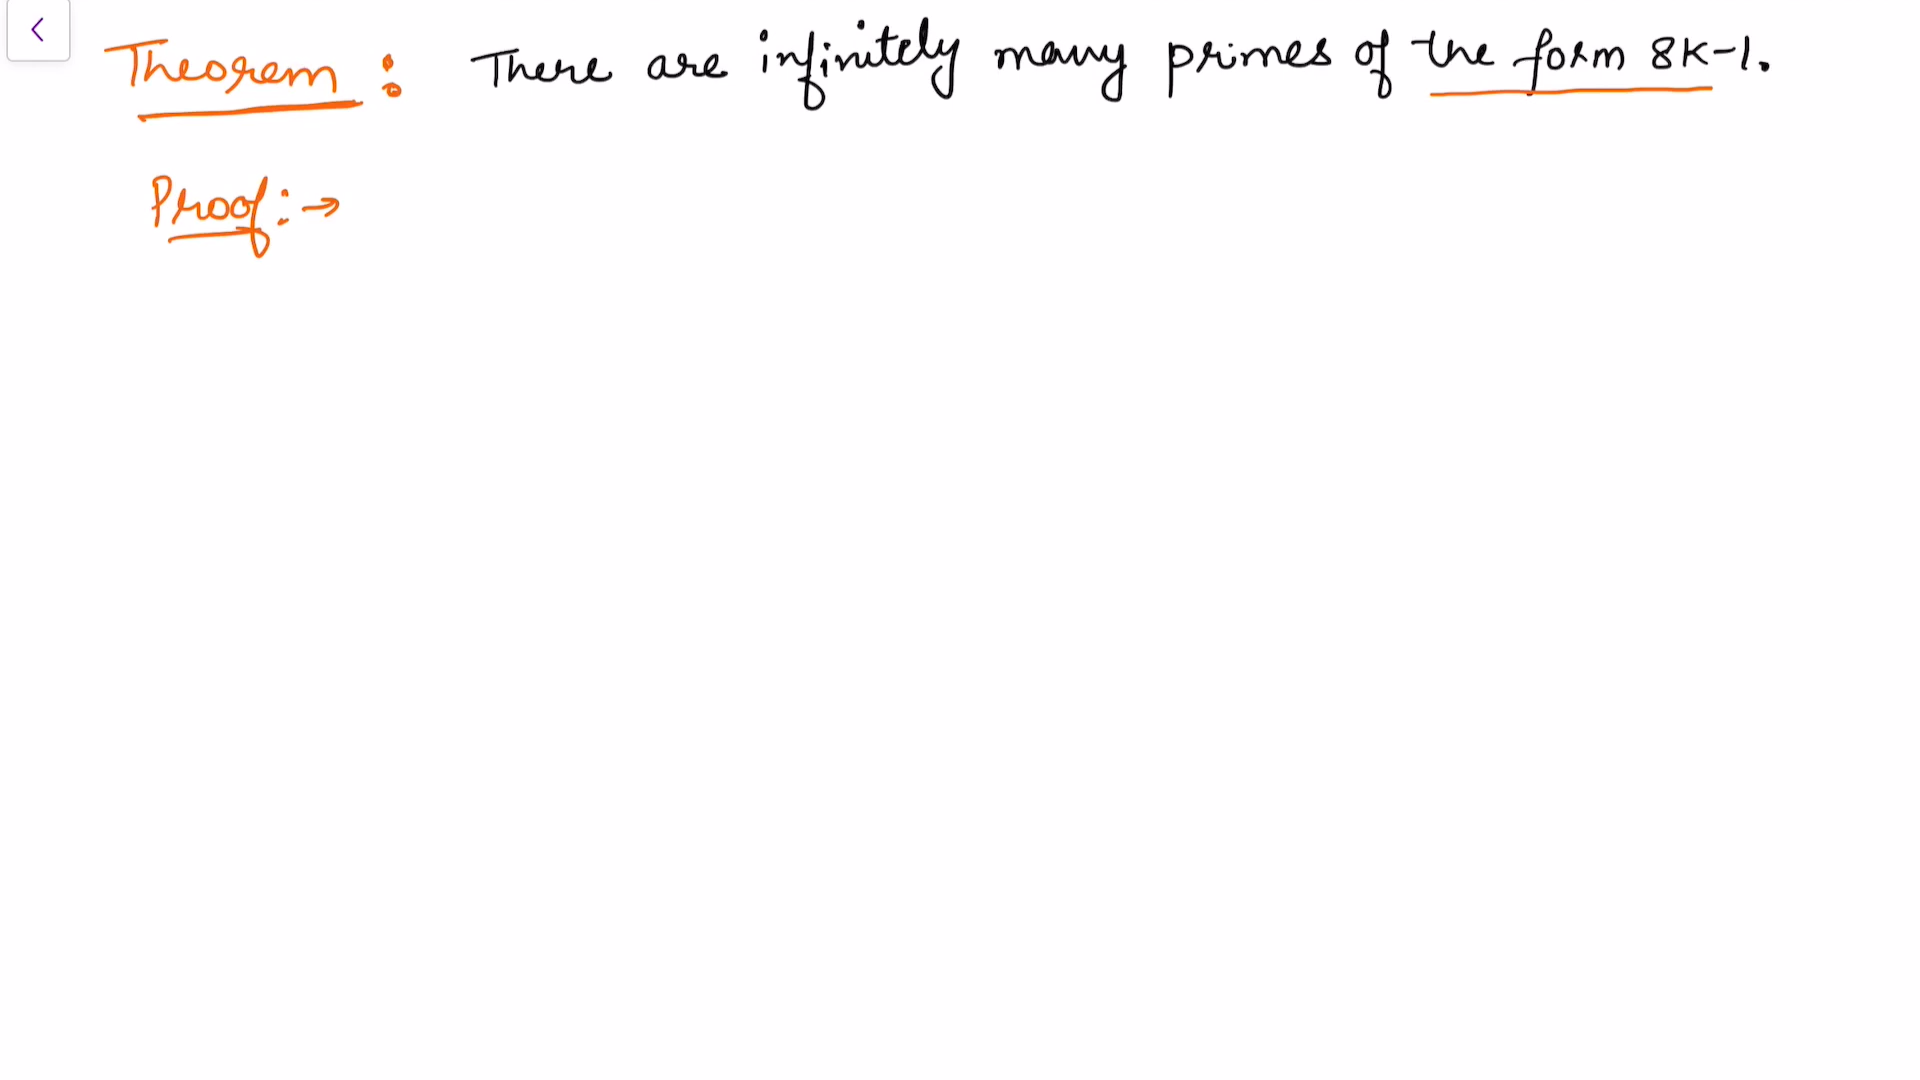 Theorem : There are infinitely many primes of the form 8K-1.
Proof :→